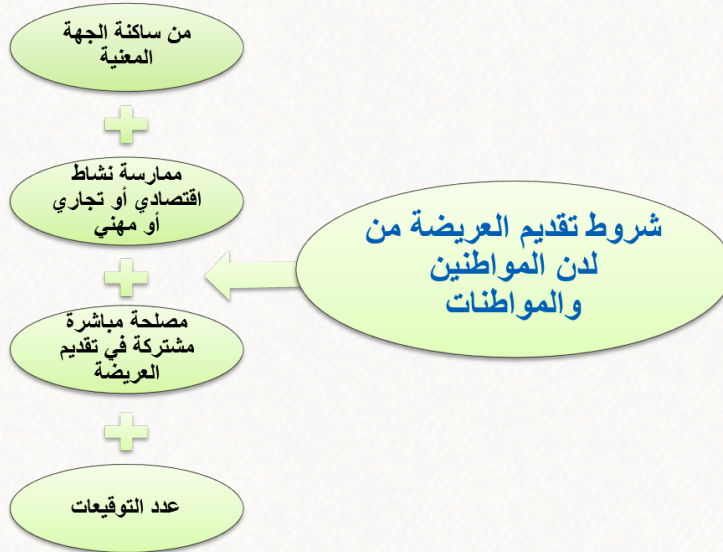 من ساكنة الجهة
المعنية
ممارسة نشاط
اقتصادي أو تجاري
أو مهني
مصلحة مباشرة
مشتركة في تقديم
العريضة
عدد التوقيعات
شروط تقديم العريضة من
لدن المواطنين
والمواطنات